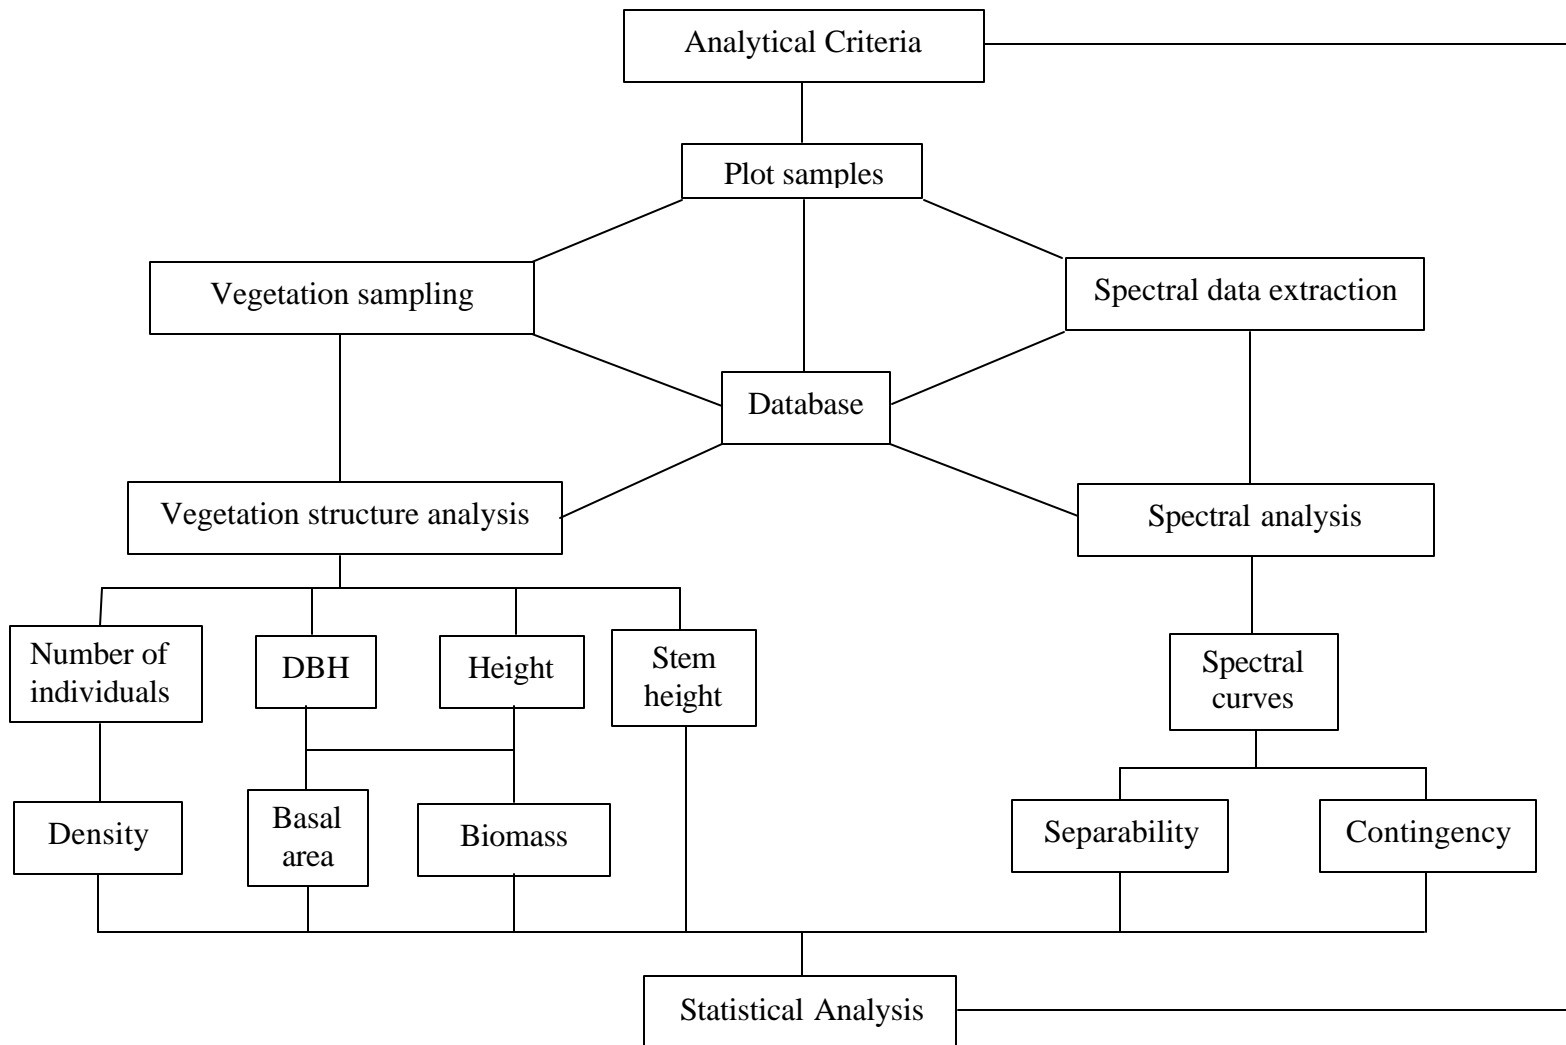 Analytical Criteria
Plot samples
Vegetation sampling
Spectral data extraction
Database
Vegetation structure analysis
Spectral analysis
Number of
individuals
DBH
Height
Stem
height
Spectral
curves
Density
Basal
area
Biomass
Separability
Contingency
Statistical Analysis